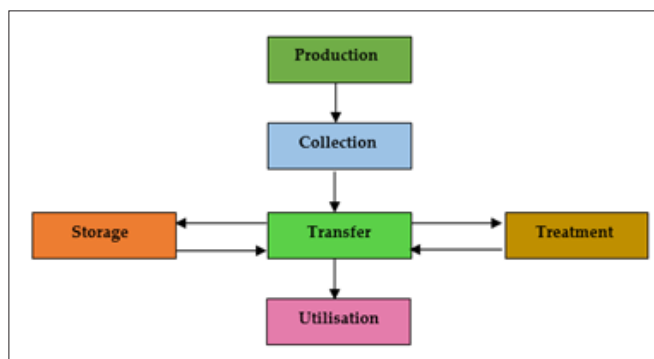 Production
Collection
Storage
Transfer
Treatment
Utilisation